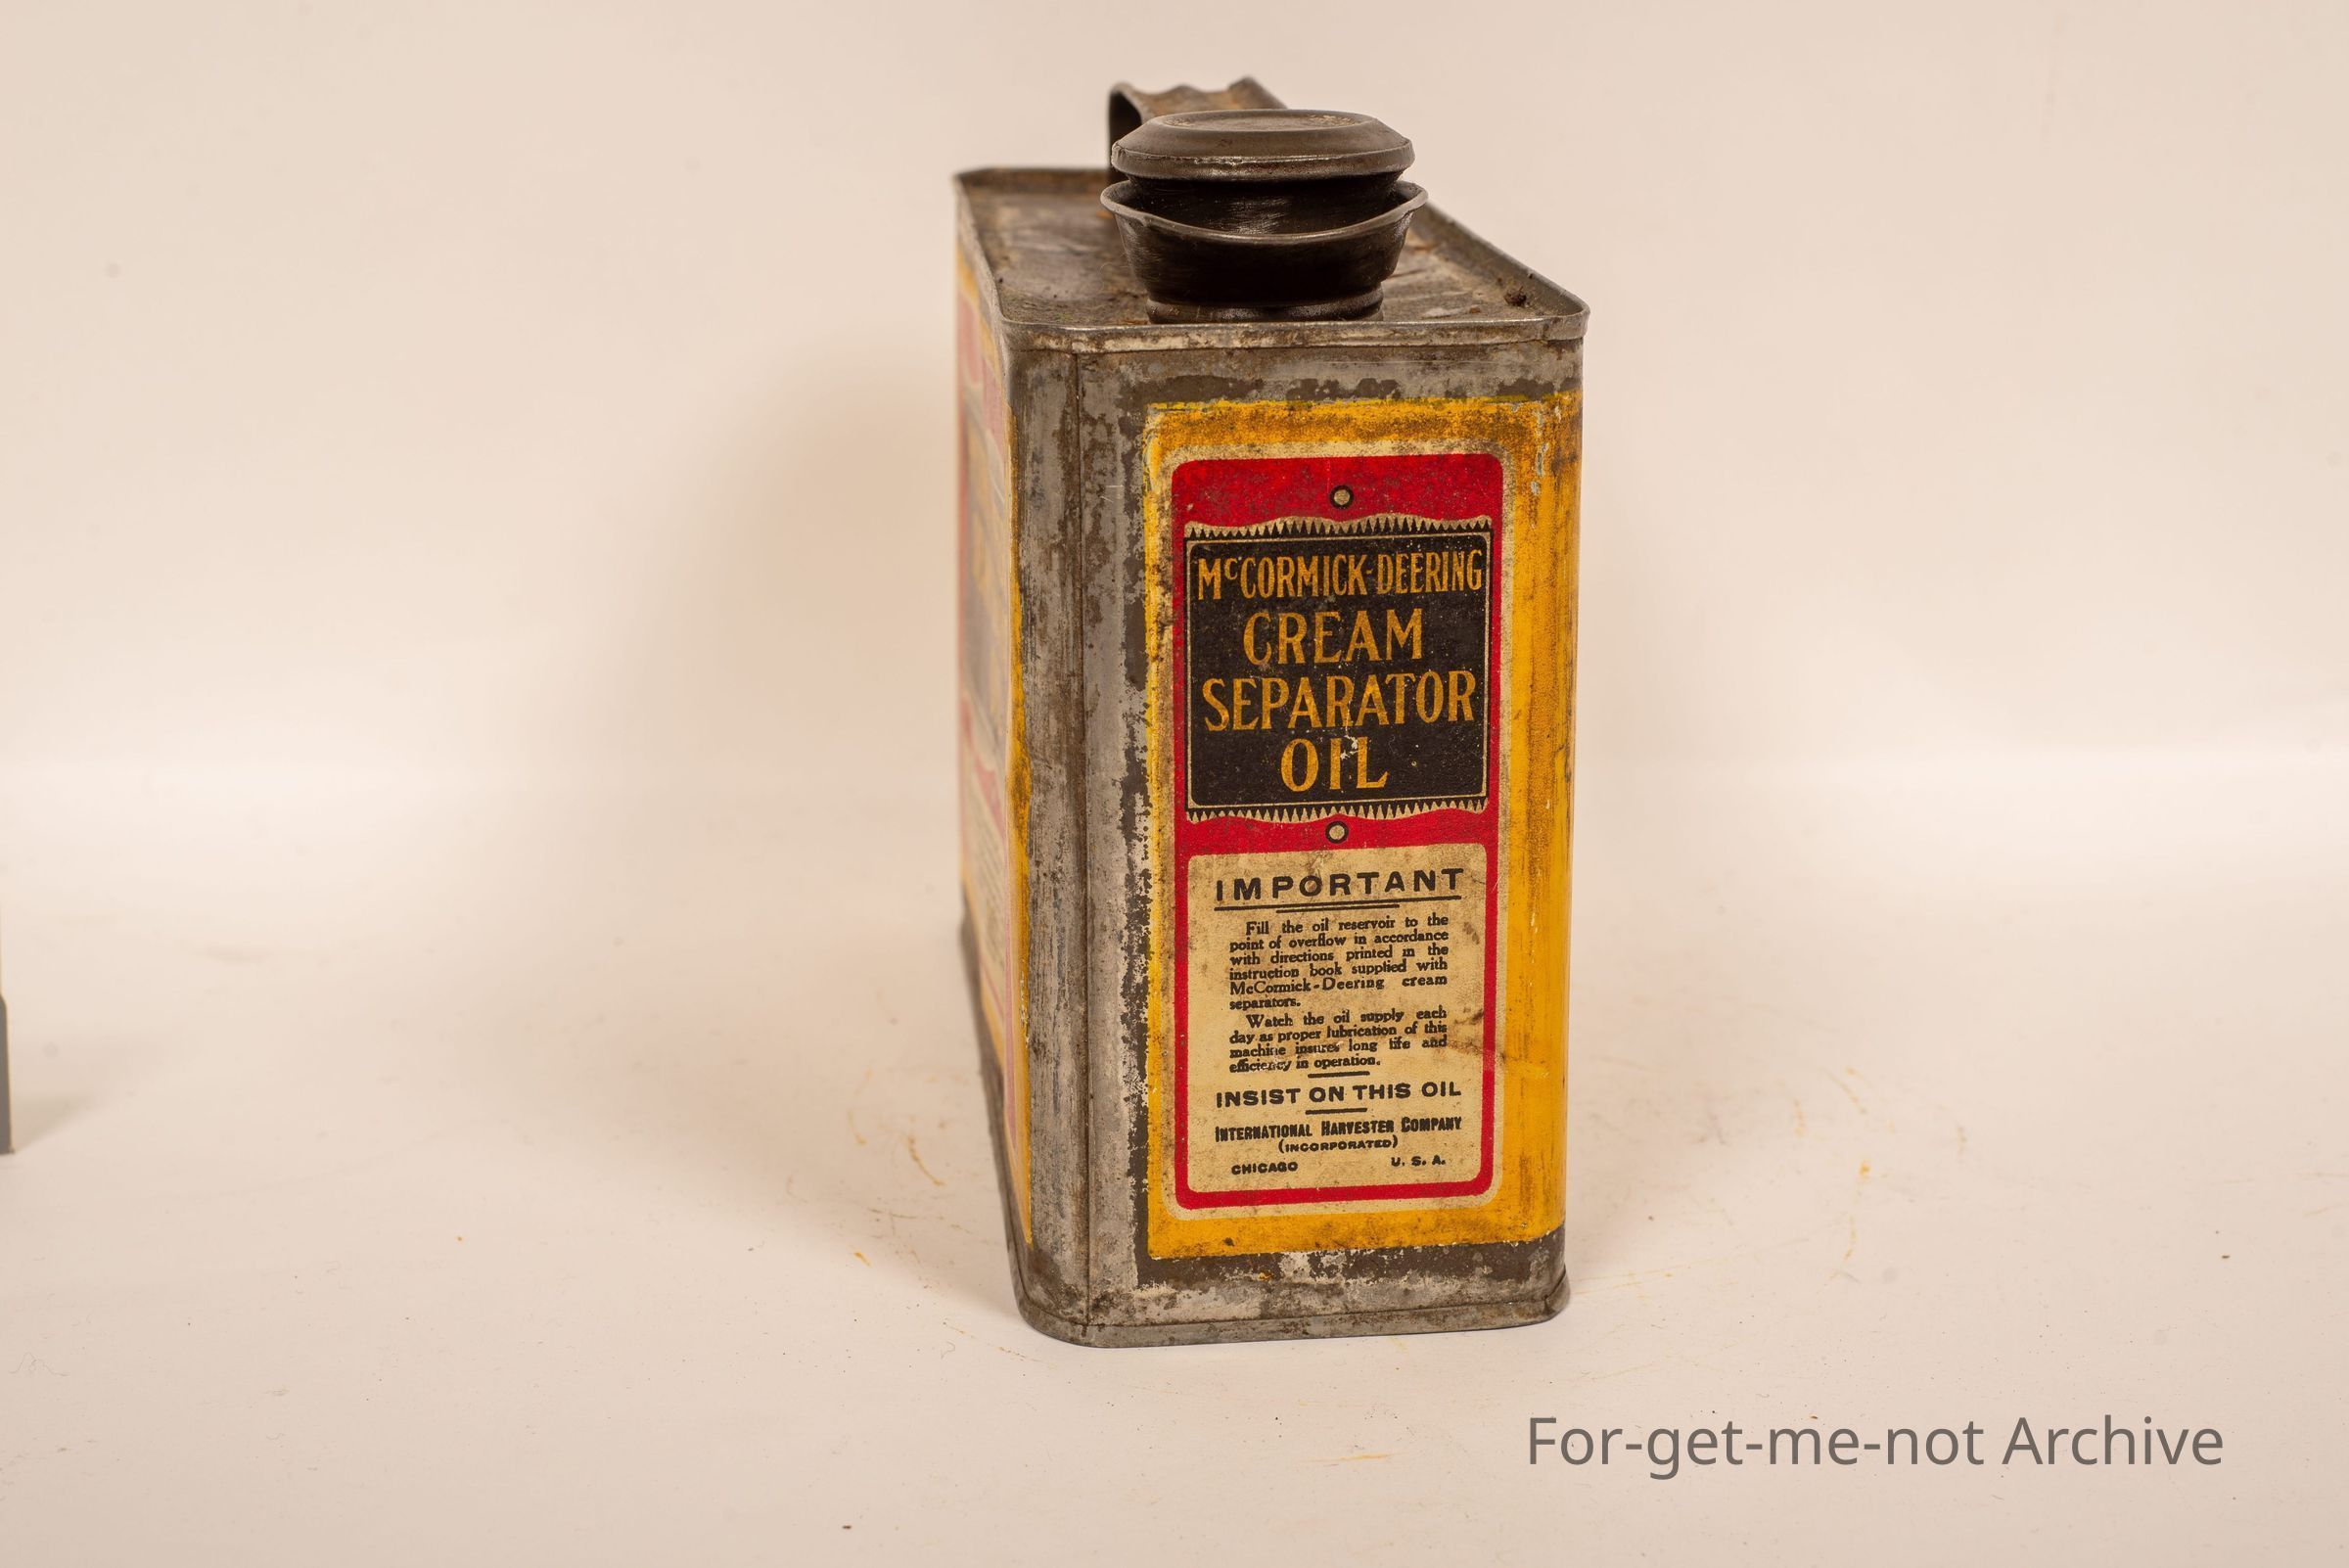 McCORMICK-DEERING
CREAM
SEPARATOR
OIL
IMPORTANT
Fill the oil reservoir to the
point of overflow in accordance
with directions printed in the
instruction book supplied with
McCormick-Deering cream
separators.
Watch the oil supply each
day as proper lubrication of this
machine insures long life and
efficiency in operation.
INSIST ON THIS OIL
INTERNATIONAL HARVESTER COMPANY
(INCORPORATED)
CHICAGO U. S. A.
For-get-me-not Archive